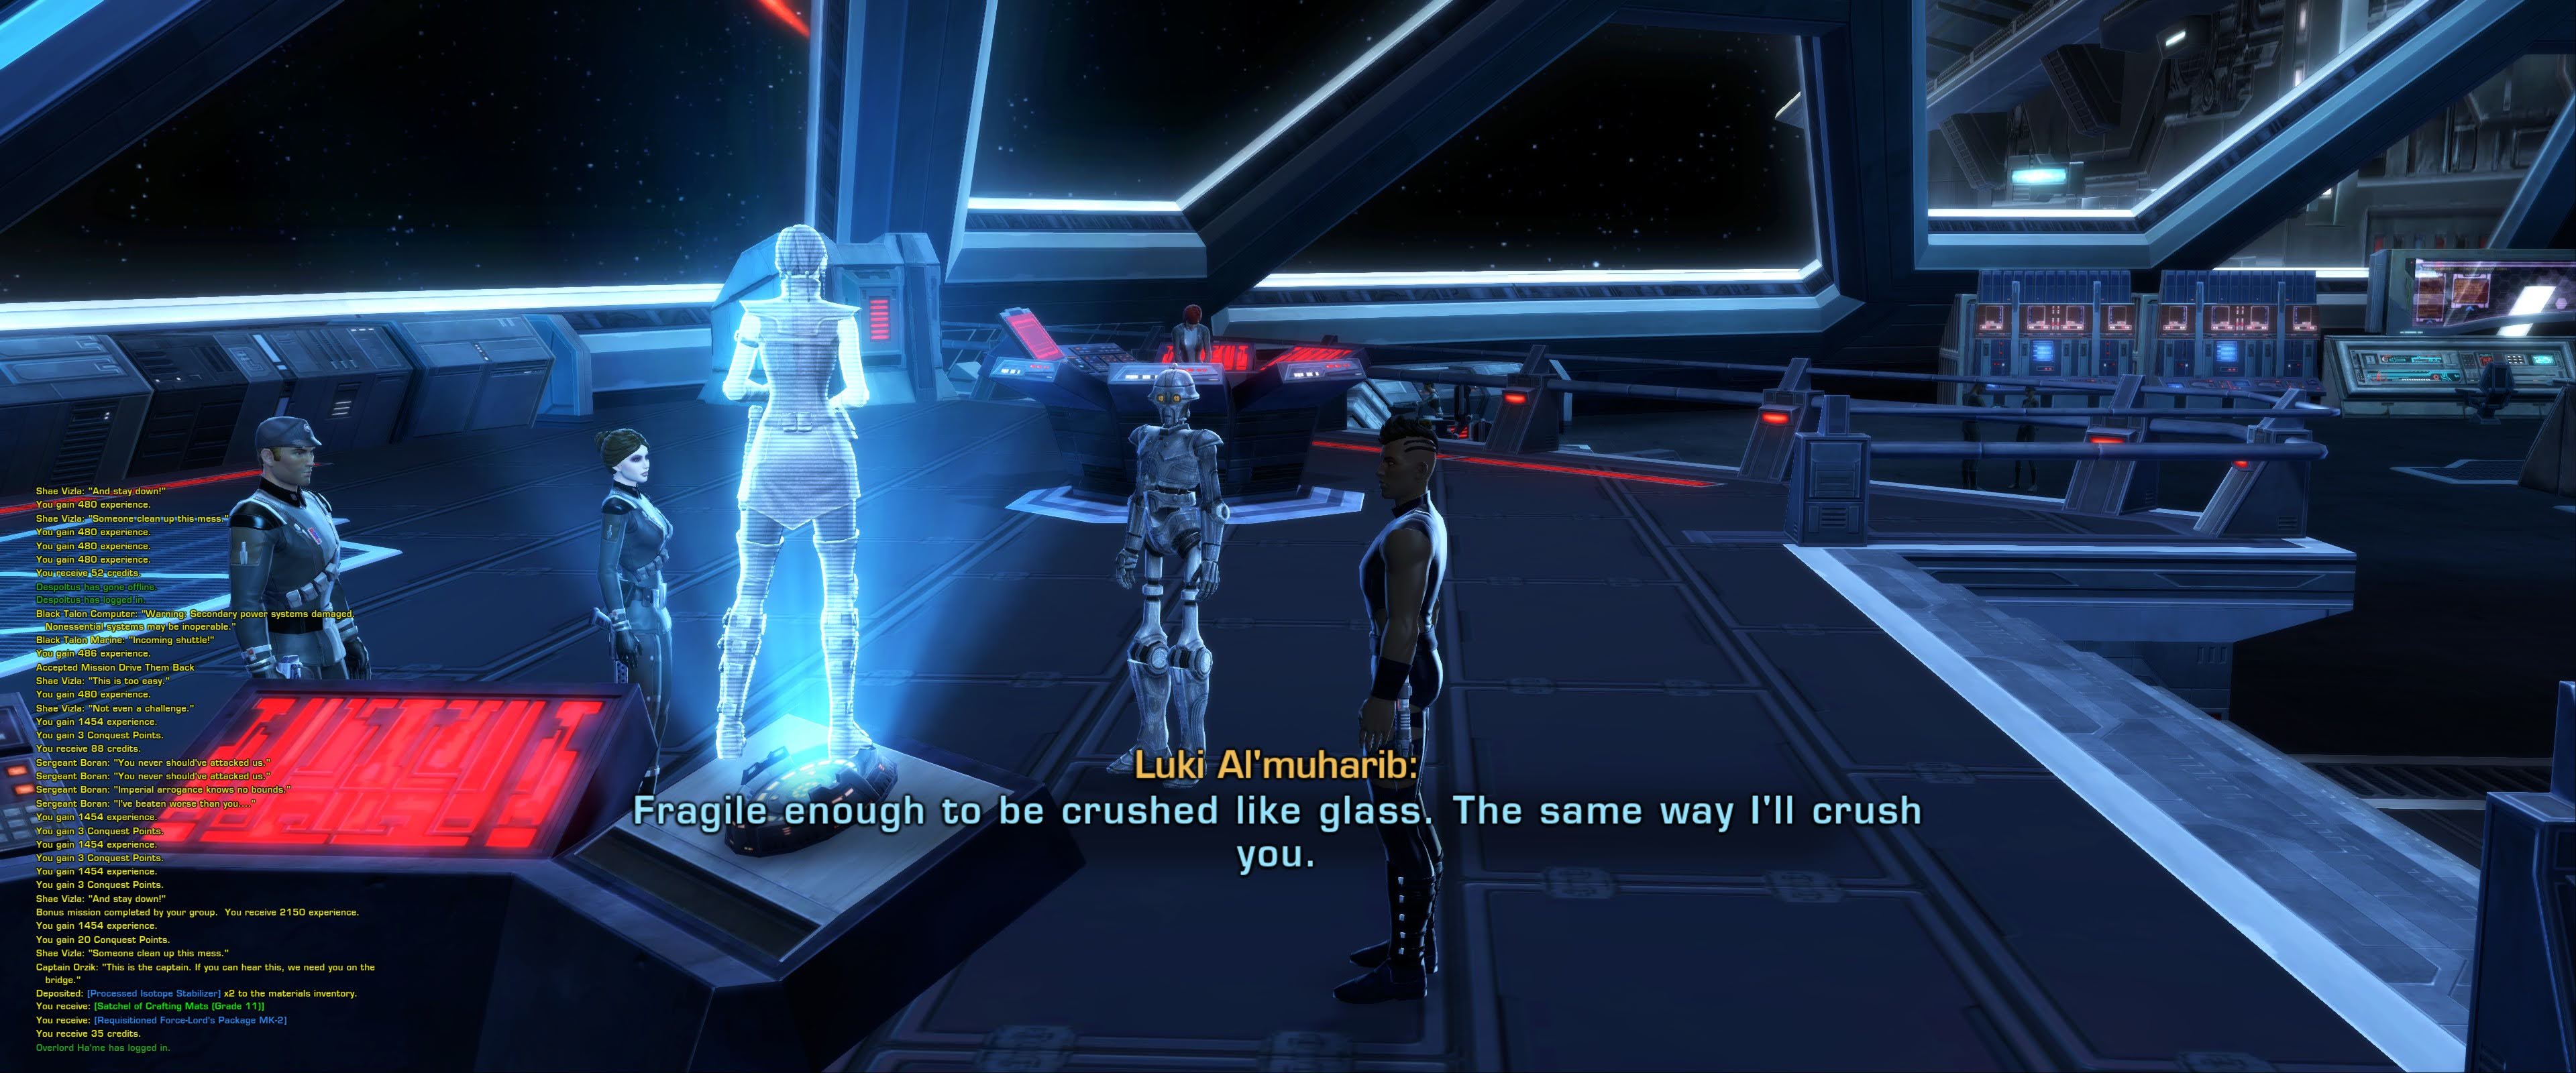 Shae Vizla: "And stay down!"
You gain 480 experience.
Shae Vizla: "Someone clean up this mess."
You gain 480 experience.
You gain 480 experience.
You gain 480 experience.
You receive 52 credits.
Despoltus has gone offline.
Despoltus has logged in.
Black Talon Computer: "Warning. Secondary power systems damaged.
Nonessential systems may be inoperable."
Black Talon Marine: "Incoming shuttle!"
You gain 486 experience.
Accepted Mission Drive Them Back
Shae Vizla: "This is too easy."
You gain 480 experience.
Shae Vizla: "Not even a challenge."
You gain 1454 experience.
You gain 3 Conquest Points.
You receive 88 credits.
Sergeant Boran: "You never should've attacked us."
Sergeant Boran: "You never should've attacked us."
Sergeant Boran: "Imperial arrogance knows no bounds."
Sergeant Boran: "I've beaten worse than you...."
You gain 1454 experience.
You gain 3 Conquest Points.
You gain 1454 experience.
You gain 3 Conquest Points.
You gain 1454 experience.
You gain 3 Conquest Points.
Shae Vizla: "And stay down!"
Bonus mission completed by your group.  You receive 2150 experience.
You gain 1454 experience.
You gain 20 Conquest Points.
Shae Vizla: "Someone clean up this mess."
Captain Orzik: "This is the captain. If you can hear this, we need you on the
bridge."
Deposited: [Processed Isotope Stabilizer] x2 to the materials inventory.
You receive: [Satchel of Crafting Mats (Grade 11)]
You receive: [Requisitioned Force-Lord's Package MK-2]
You receive 35 credits.
Overlord Ha'me has logged in.
Luki Al'muharib:
Fragile enough to be crushed like glass. The same way I'll crush
you.